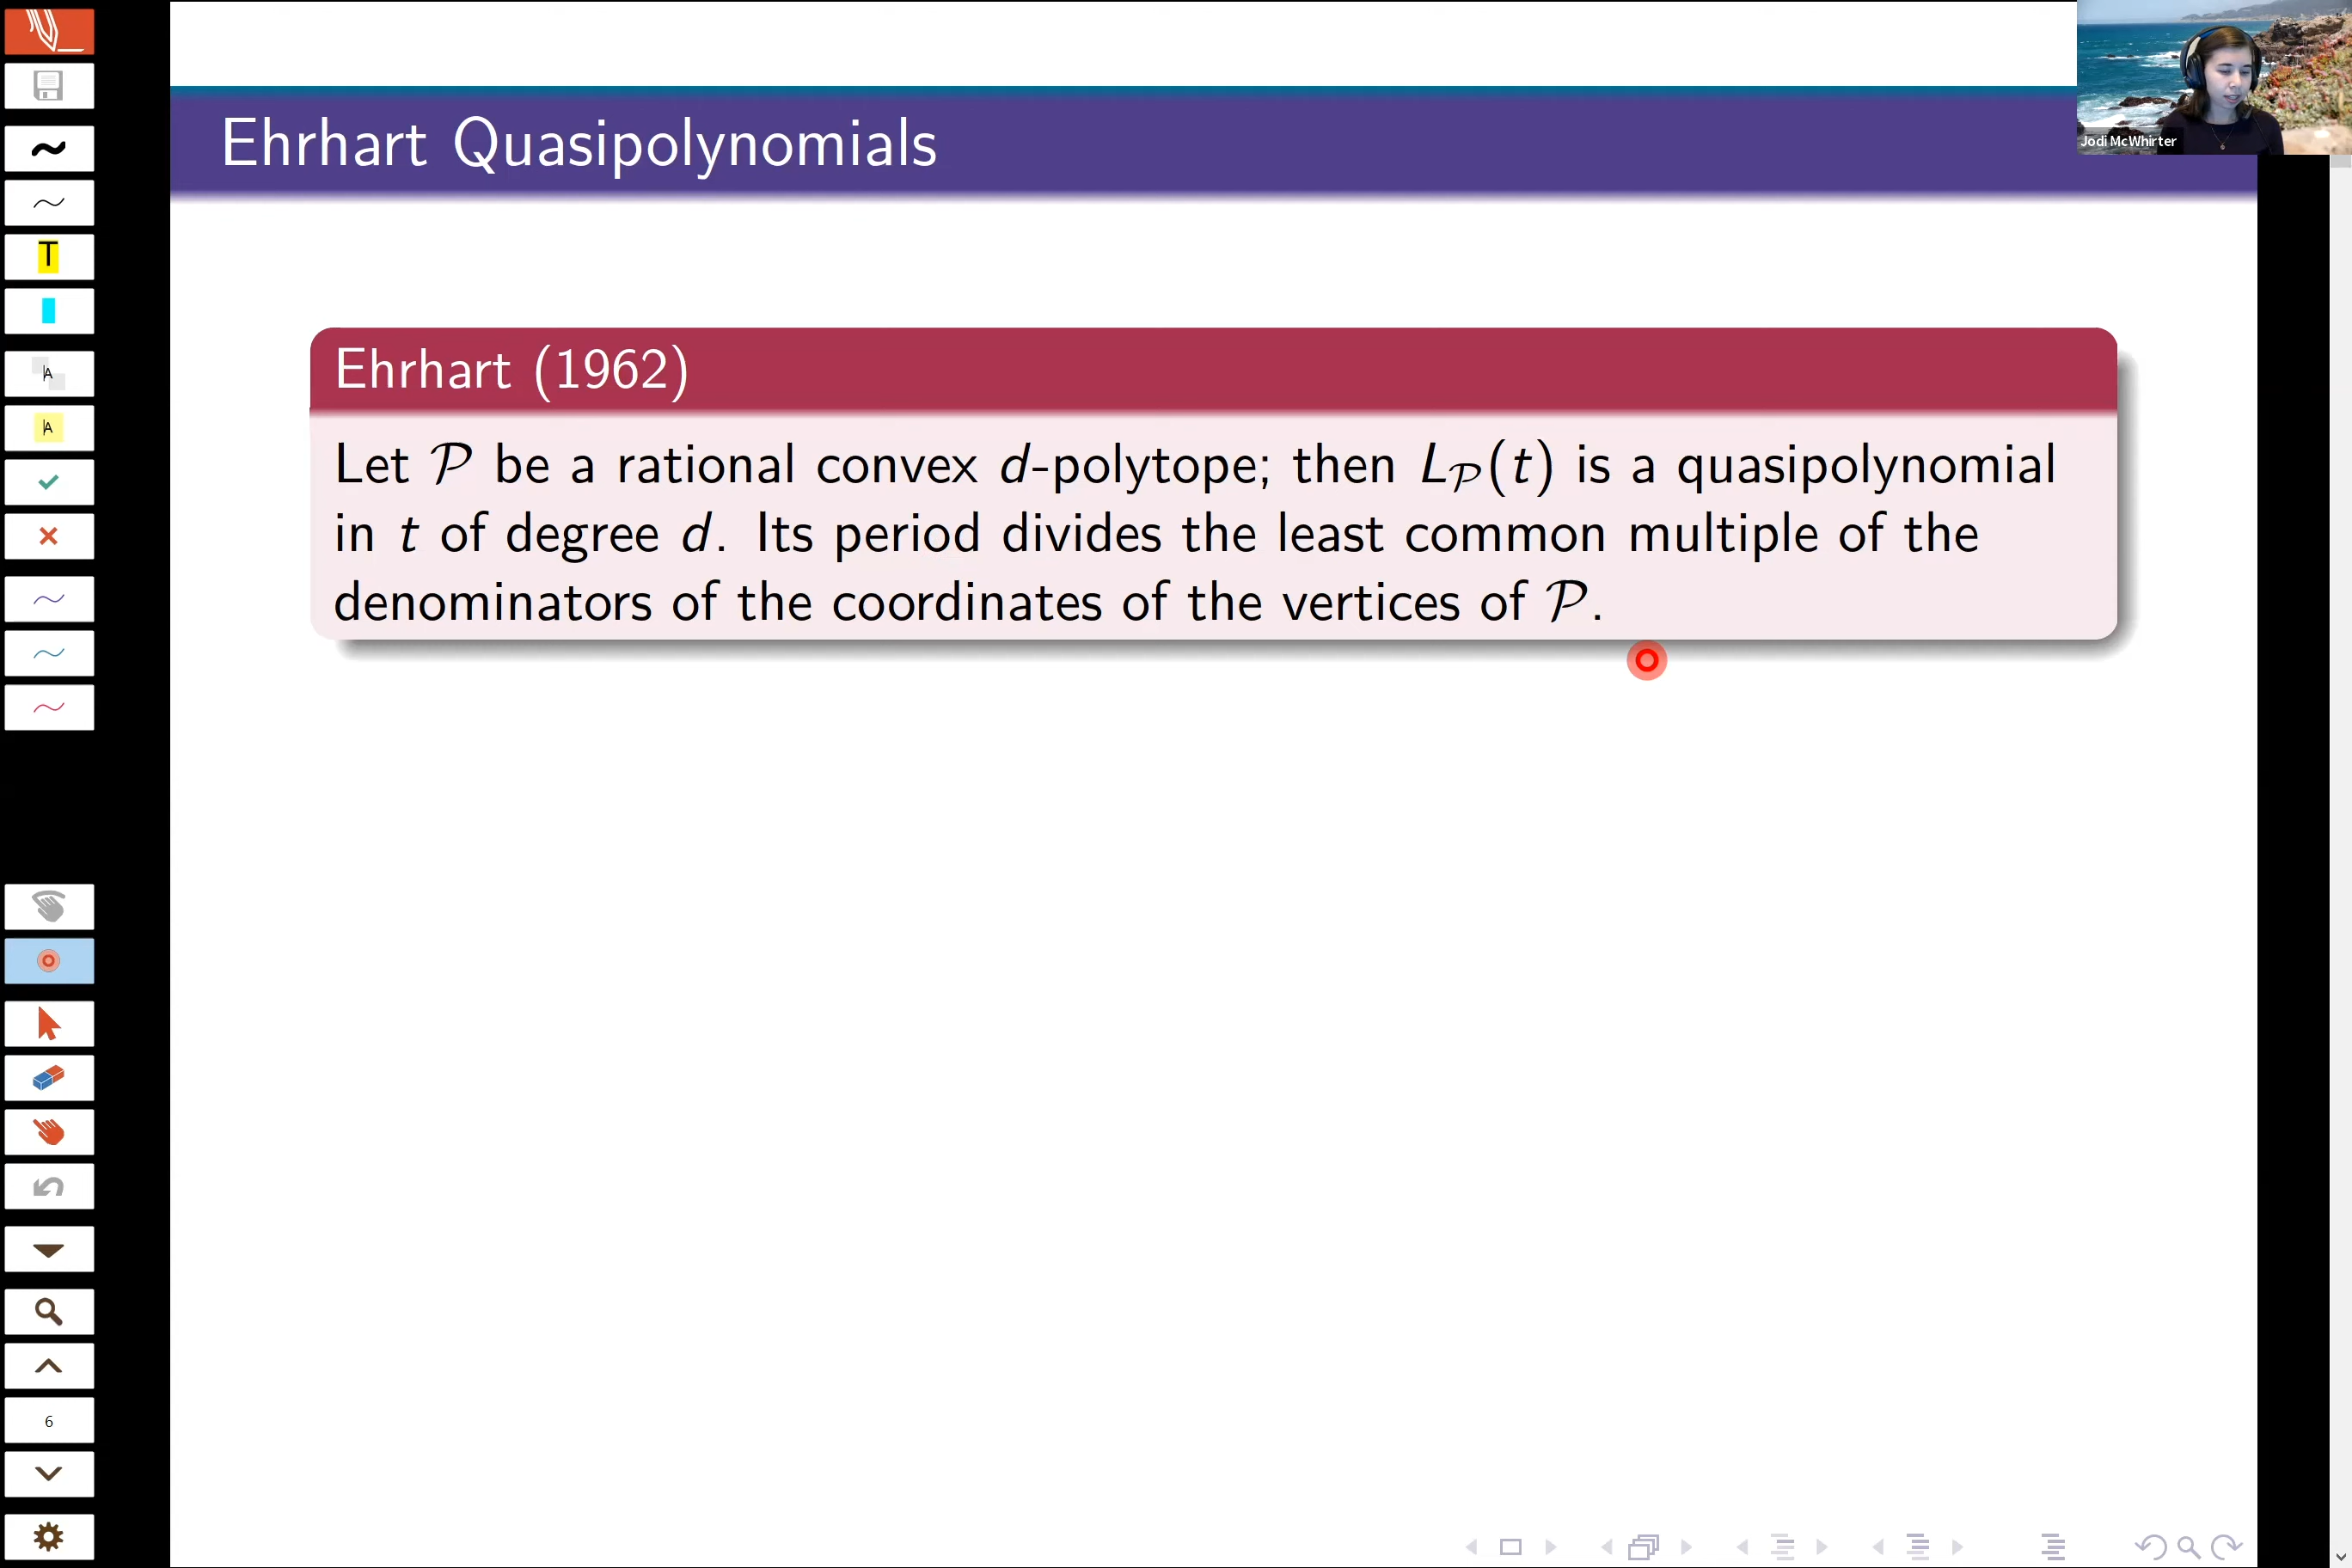 Ehrhart Quasipolynomials
Jodi McWhirter
Ehrhart (1962)
Let 𝒫 be a rational convex d-polytope; then L_𝒫(t) is a quasipolynomial
in t of degree d. Its period divides the least common multiple of the
denominators of the coordinates of the vertices of 𝒫.
T
A
A
6